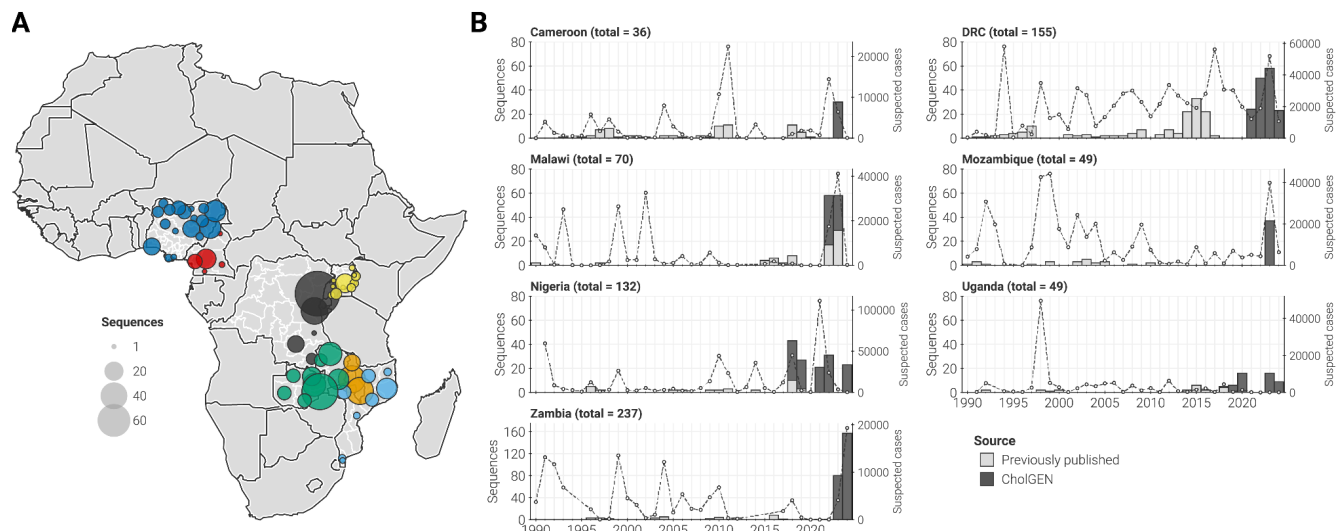 A
Sequences
1
20
40
60
B
Cameroon (total = 36)
80
60
40
20
0
Sequences
20000
10000
0
Suspected cases
DRC (total = 155)
80
60
40
20
0
Sequences
60000
40000
20000
0
Suspected cases
Malawi (total = 70)
80
60
40
20
0
Sequences
40000
20000
0
Suspected cases
Mozambique (total = 49)
80
60
40
20
0
Sequences
40000
20000
0
Suspected cases
Nigeria (total = 132)
80
60
40
20
0
Sequences
100000
50000
0
Suspected cases
Uganda (total = 49)
80
60
40
20
0
Sequences
40000
20000
0
Suspected cases
1990 1995 2000 2005 2010 2015 2020
Zambia (total = 237)
160
120
80
40
0
Sequences
20000
10000
0
Suspected cases
1990 1995 2000 2005 2010 2015 2020
Source
Previously published
CholGEN